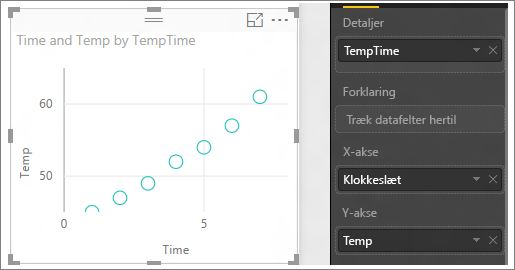 Time and Temp by TempTime
Temp
60
50
0
5
Time
Detaljer
TempTime
Forklaring
Træk datafelter hertil
X-akse
Klokkeslæt
Y-akse
Temp